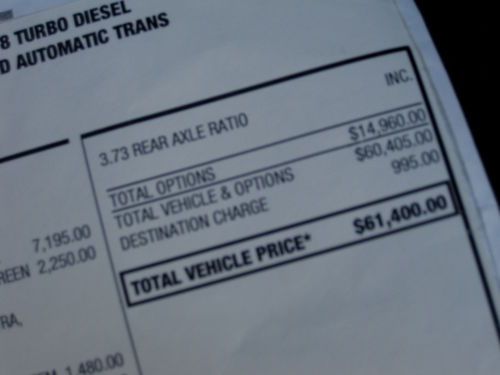 8 TURBO DIESEL
D AUTOMATIC TRANS
3.73 REAR AXLE RATIO INC.
TOTAL OPTIONS $14,960.00
TOTAL VEHICLE & OPTIONS $60,405.00
DESTINATION CHARGE 995.00
TOTAL VEHICLE PRICE* $61,400.00
7,195.00
REEN 2,250.00
RA,
1,480.00